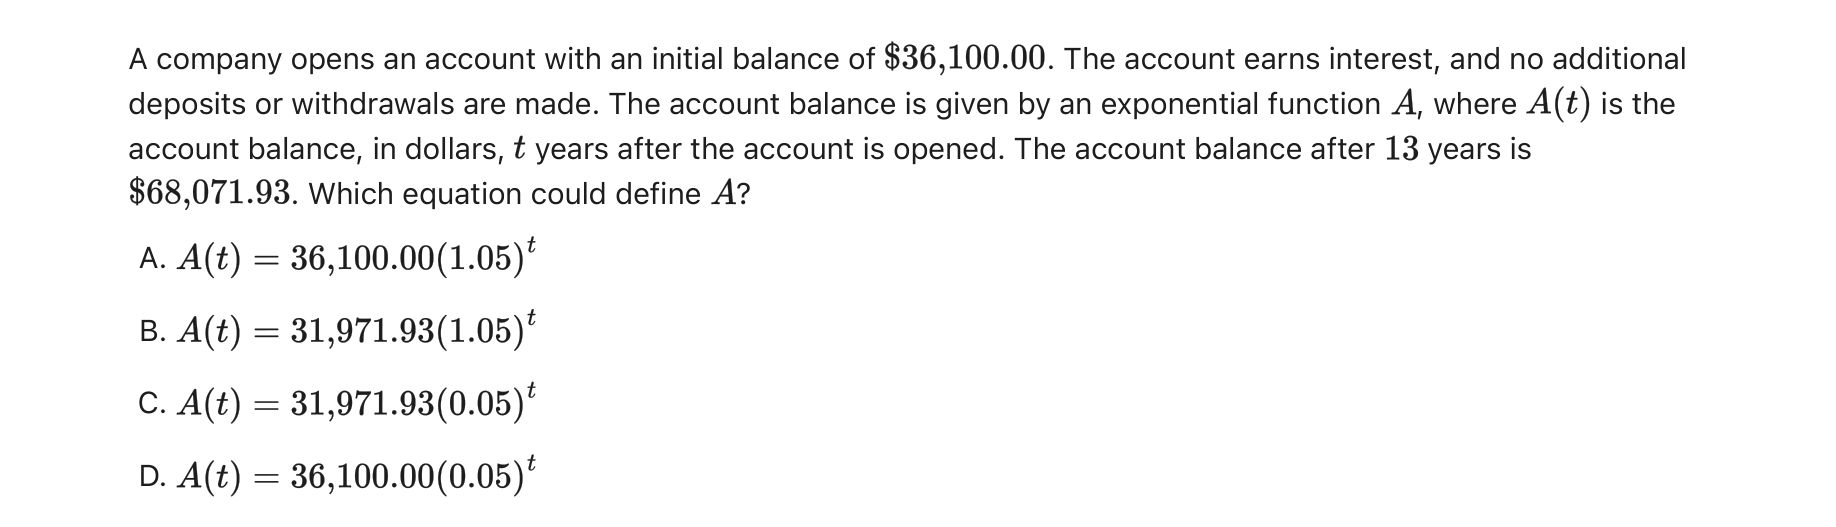 A company opens an account with an initial balance of $36,100.00. The account earns interest, and no additional
deposits or withdrawals are made. The account balance is given by an exponential function A, where A(t) is the
account balance, in dollars, t years after the account is opened. The account balance after 13 years is
$68,071.93. Which equation could define A?
A. A(t) = 36,100.00(1.05)^t
B. A(t) = 31,971.93(1.05)^t
C. A(t) = 31,971.93(0.05)^t
D. A(t) = 36,100.00(0.05)^t